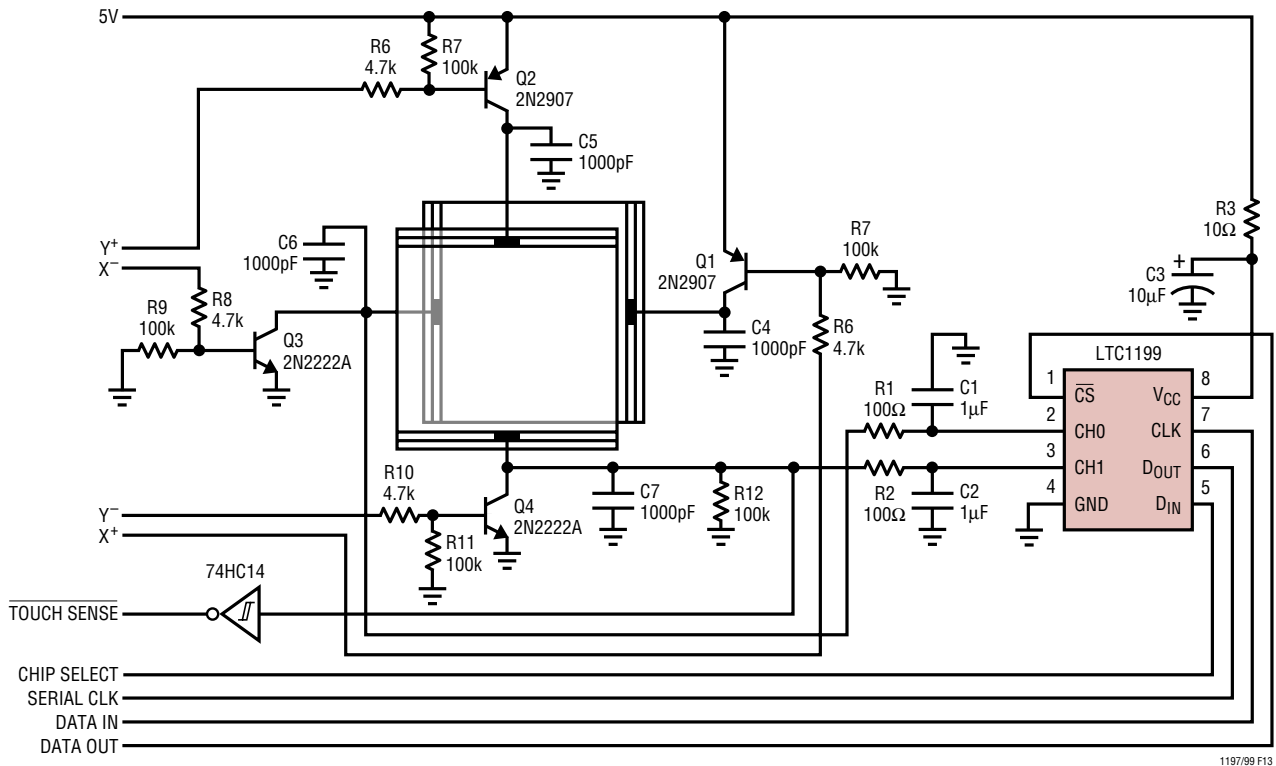 5V
R6
4.7k
R7
100k
Q2
2N2907
C5
1000pF
Y+
X−
C6
1000pF
R9
100k
R8
4.7k
Q3
2N2222A
Q1
2N2907
R7
100k
C4
1000pF
R6
4.7k
R3
10Ω
+
C3
10µF
LTC1199
R1
100Ω
C1
1µF
R2
100Ω
C2
1µF
1
2
3
4
CS
CH0
CH1
GND
VCC
CLK
DOUT
DIN
8
7
6
5
R10
4.7k
Q4
2N2222A
C7
1000pF
R12
100k
Y−
X+
R11
100k
74HC14
TOUCH SENSE
CHIP SELECT
SERIAL CLK
DATA IN
DATA OUT
1197/99 F13